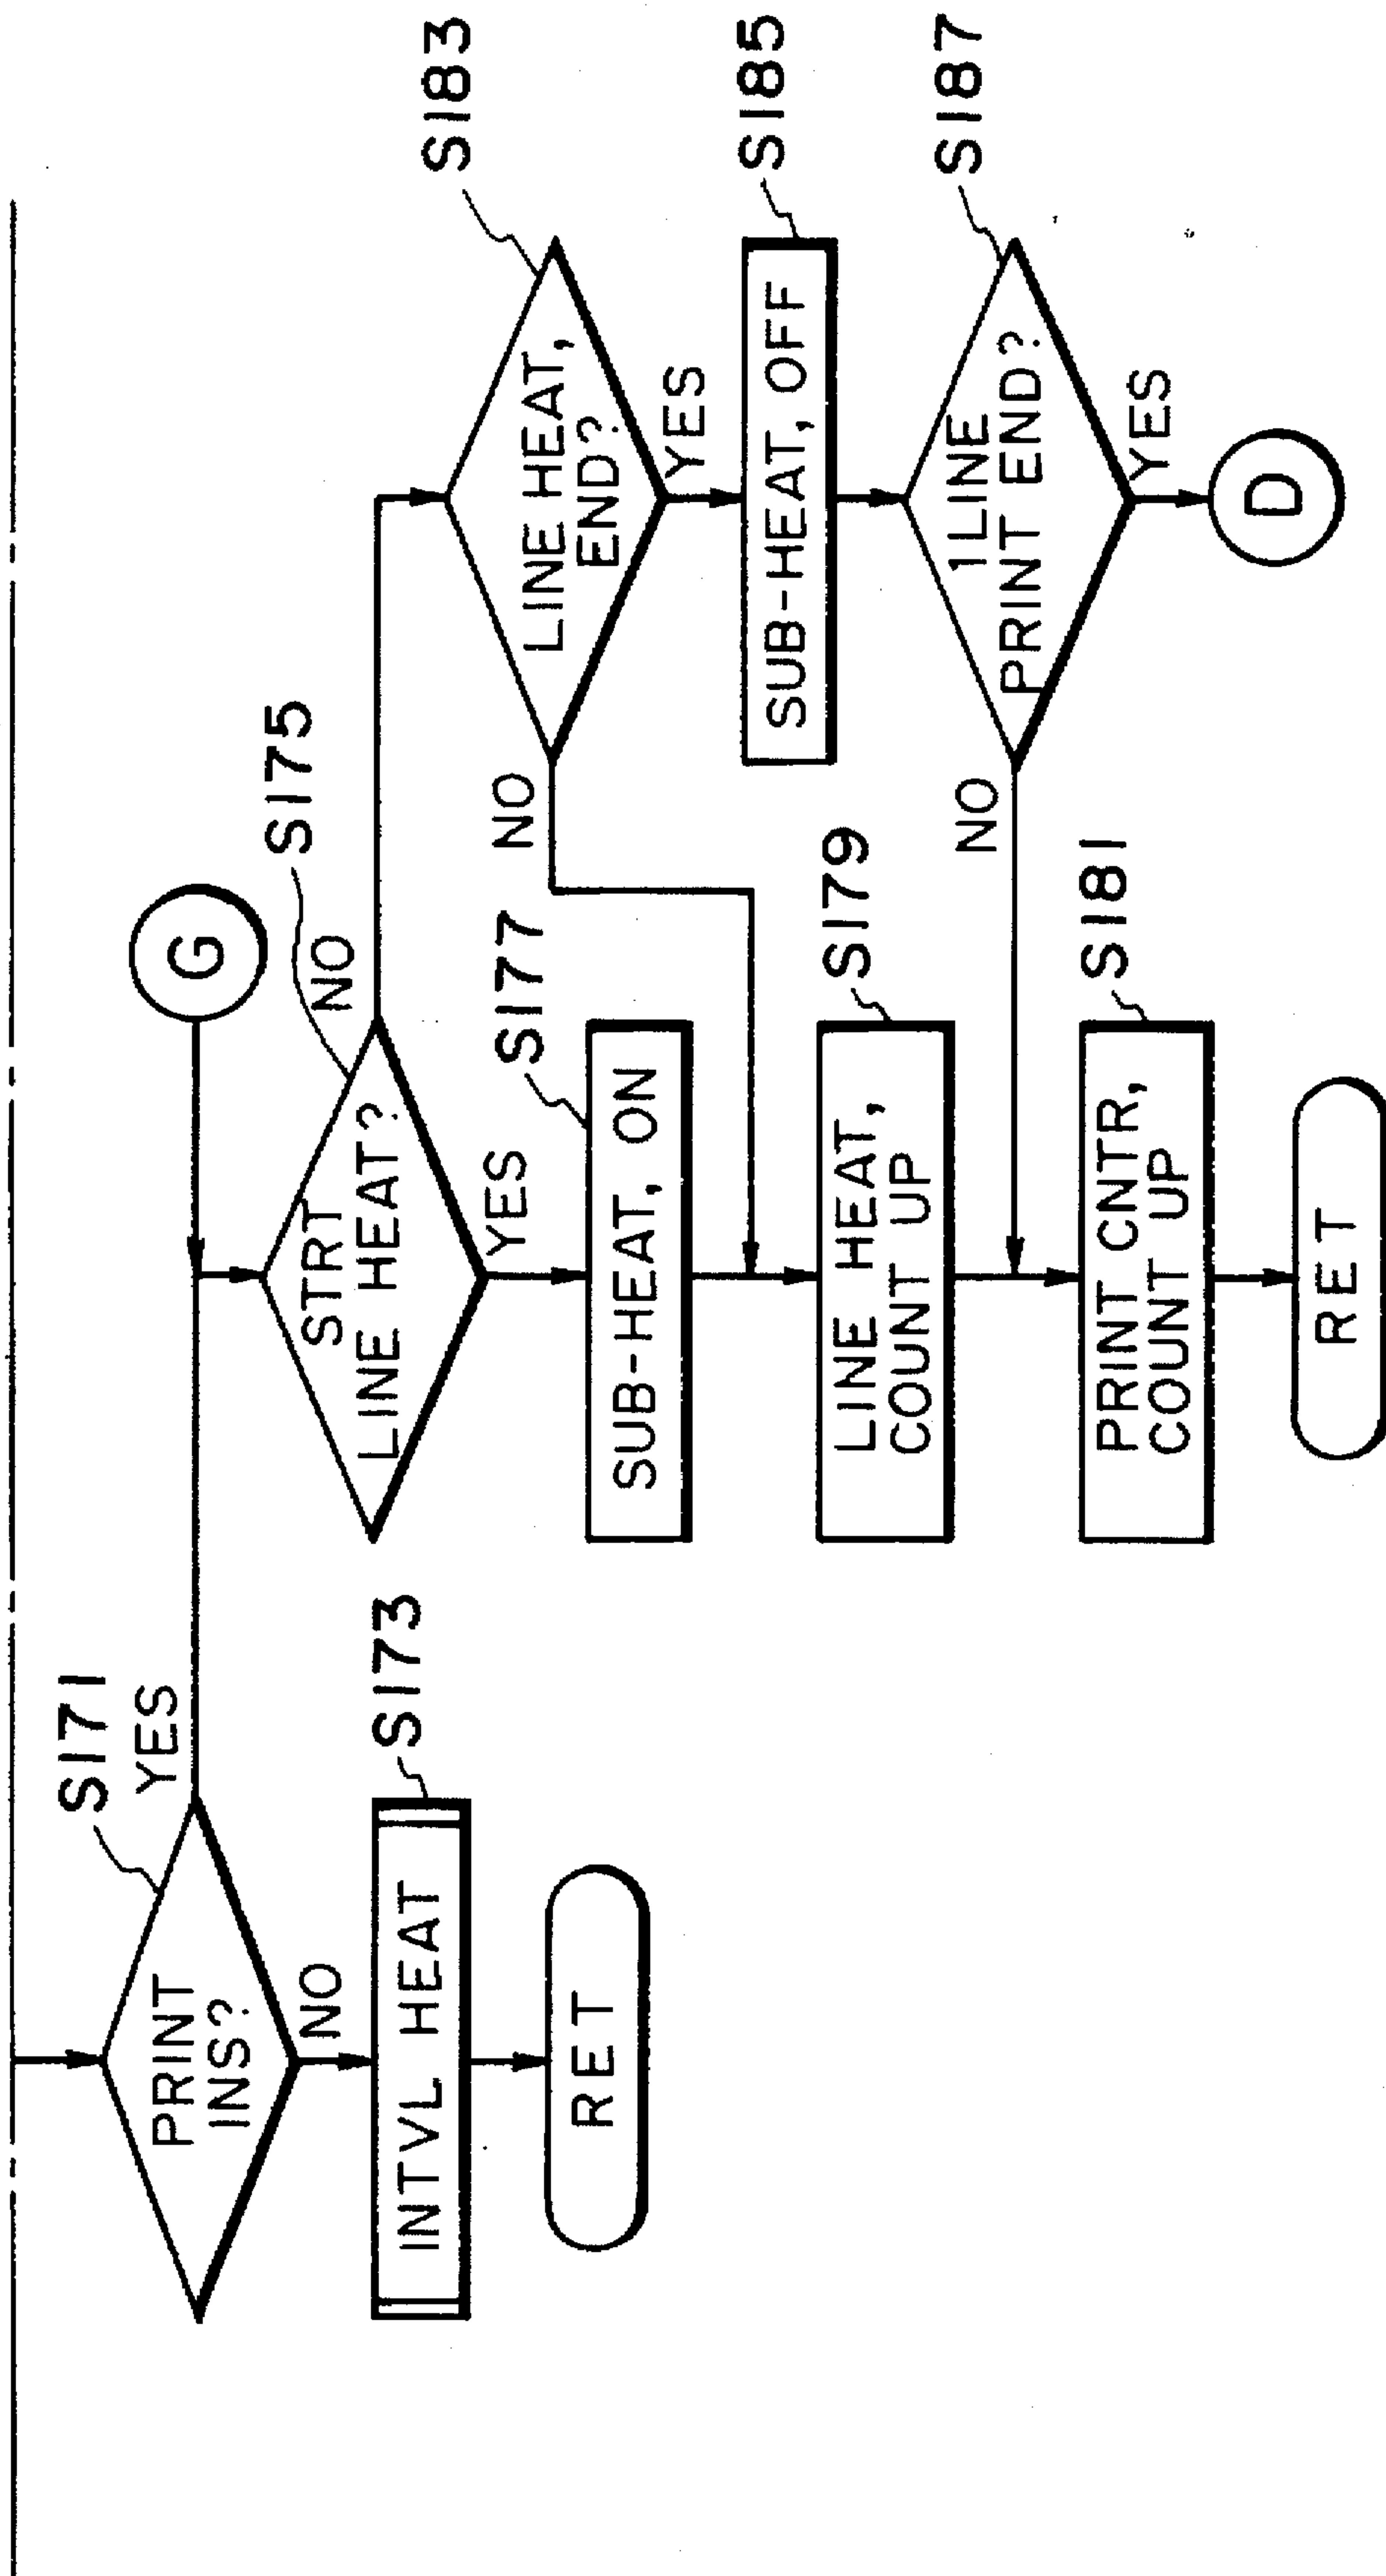 S171
PRINT
INS?
YES
NO
S173
INTVL HEAT
RET
G
S175
STRT
LINE HEAT?
NO
YES
S177
SUB-HEAT, ON
S179
LINE HEAT,
COUNT UP
S181
PRINT CNTR,
COUNT UP
RET
S183
LINE HEAT,
END?
NO
YES
S185
SUB-HEAT, OFF
S187
1 LINE
PRINT END?
NO
YES
D